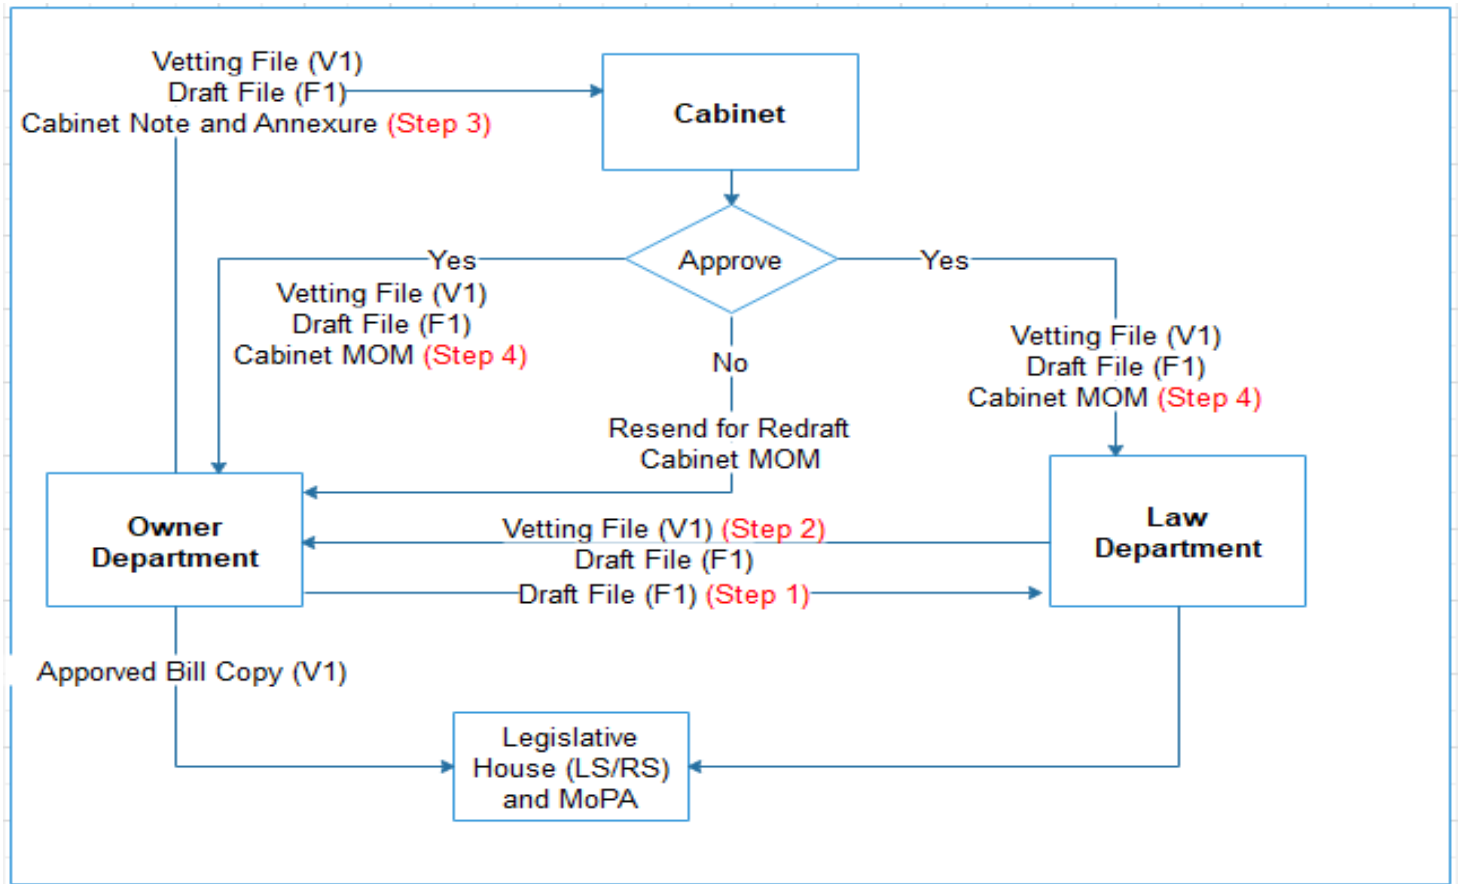 Vetting File (V1)
Draft File (F1)
Cabinet Note and Annexure (Step 3)
Cabinet
Approve
Yes
Yes
Vetting File (V1)
Draft File (F1)
Cabinet MOM (Step 4)
No
Vetting File (V1)
Draft File (F1)
Cabinet MOM (Step 4)
Resend for Redraft
Cabinet MOM
Owner
Department
Vetting File (V1) (Step 2)
Draft File (F1)
Draft File (F1) (Step 1)
Law
Department
Apporved Bill Copy (V1)
Legislative
House (LS/RS)
and MoPA